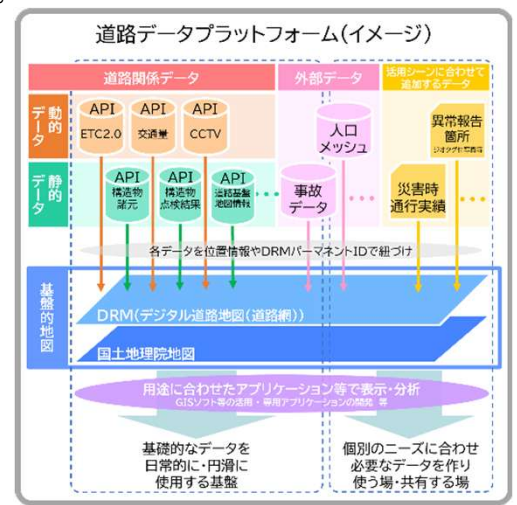 道路データプラットフォーム(イメージ)
道路関係データ
外部データ
活用シーンに合わせて
追加するデータ
動的
データ
API
ETC2.0
API
交通量
API
CCTV
人口
メッシュ
異常報告
箇所
静的
データ
API
構造物
諸元
API
構造物
点検結果
API
道路基盤
地図情報
事故
データ
災害時
通行実績
各データを位置情報やDRMパーマネントIDで紐づけ
基盤的地図
DRM(デジタル道路地図(道路網))
国土地理院地図
用途に合わせたアプリケーション等で表示・分析
GISソフト等の活用・専用アプリケーションの開発 等
基礎的なデータを
日常的に・円滑に
使用する基盤
個別のニーズに合わせ
必要なデータを作り
使う場・共有する場